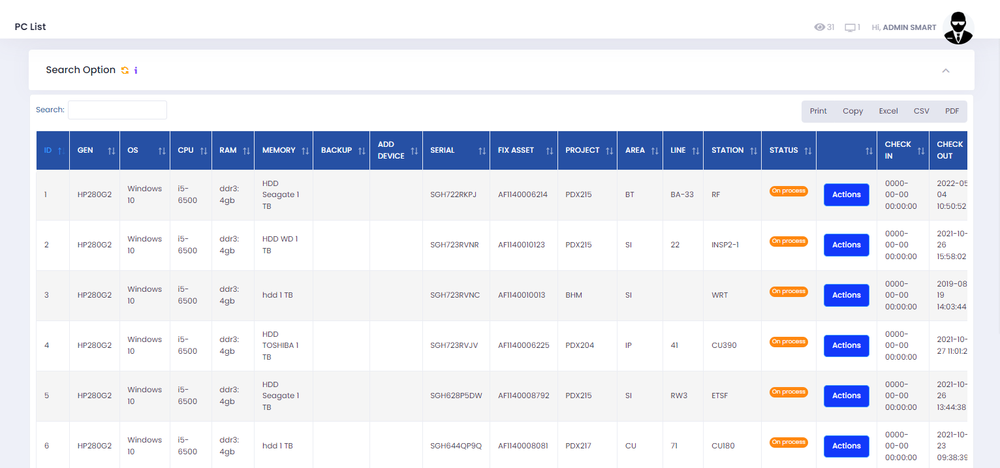 PC List
31 1 Hi, ADMIN SMART
Search Option
Search:
Print Copy Excel CSV PDF
ID GEN OS CPU RAM MEMORY BACKUP ADD DEVICE SERIAL FIX ASSET PROJECT AREA LINE STATION STATUS CHECK IN CHECK OUT
1 HP280G2 Windows 10 i5-6500 ddr3: 4gb HDD Seagate 1 TB SGH722RKPJ AF1140006214 PDX215 BT BA-33 RF On process Actions 0000-00-00 00:00:00 2022-05 04 10:50:52
2 HP280G2 Windows 10 i5-6500 ddr3: 4gb HDD WD 1 TB SGH723RVNR AF1140010123 PDX215 SI 22 INSP2-1 On process Actions 0000-00-00 00:00:00 2021-10-26 15:58:02
3 HP280G2 Windows 10 i5-6500 ddr3: 4gb hdd 1 TB SGH723RVNC AF1140010013 BHM SI WRT On process Actions 0000-00-00 00:00:00 2019-08 19 14:03:44
4 HP280G2 Windows 10 i5-6500 ddr3: 4gb HDD TOSHIBA 1 TB SGH723RVJV AF1140006225 PDX204 IP 41 CU390 On process Actions 0000-00-00 00:00:00 2021-10-27 11:01:2
5 HP280G2 Windows 10 i5-6500 ddr3: 4gb HDD Seagate 1 TB SGH628P5DW AF1140008792 PDX215 SI RW3 ETSF On process Actions 0000-00-00 00:00:00 2021-10-26 13:44:38
6 HP280G2 Windows 10 i5-6500 ddr3: 4gb hdd 1 TB SGH644QP9Q AF1140008081 PDX217 CU 71 CU180 On process Actions 0000-00-00 00:00:00 2021-10-23 09:38:39